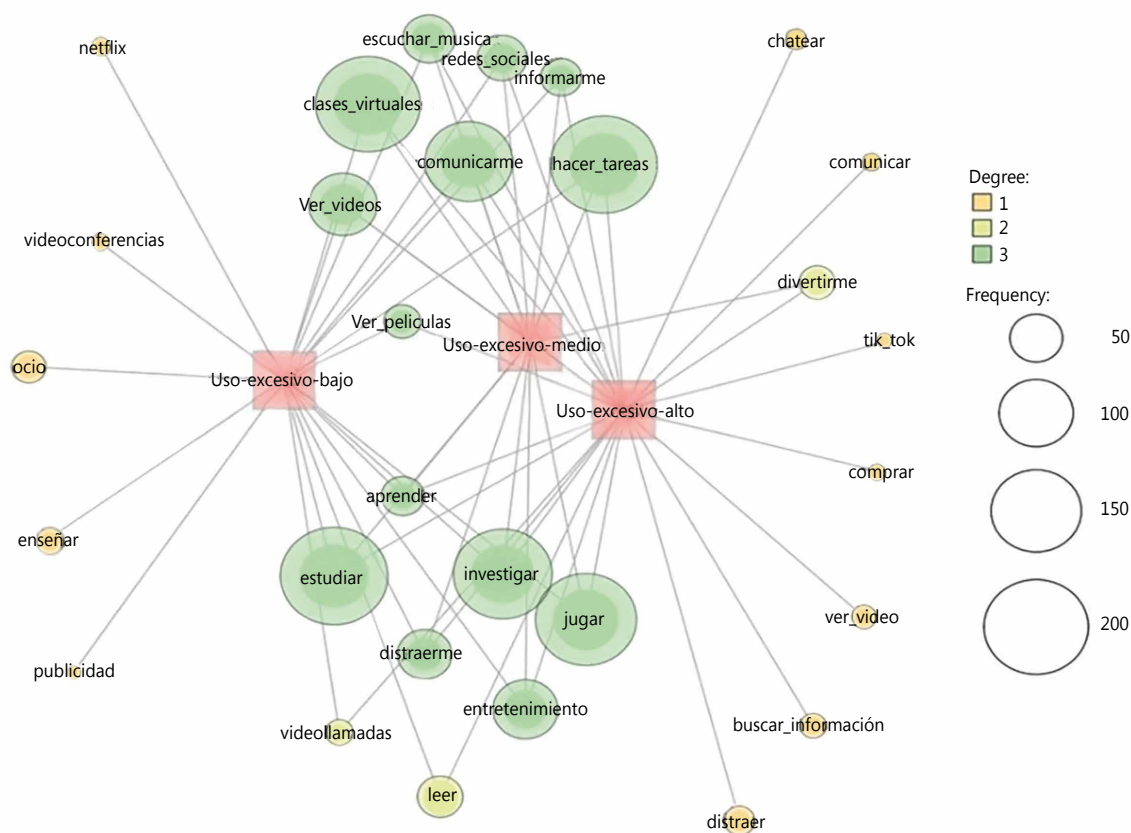 netflix
escuchar_musica
redes_sociales
informarme
chatear
clases_virtuales
comunicarme
hacer_tareas
comunicar
Ver_videos
videoconferencias
divertirme
Ver_peliculas
Uso-excesivo-medio
tik_tok
ocio
Uso-excesivo-bajo
Uso-excesivo-alto
comprar
aprender
enseñar
estudiar
investigar
jugar
ver_video
distraerme
publicidad
entretenimiento
videollamadas
buscar_información
leer
distraer
Degree:
1
2
3
Frequency:
50
100
150
200